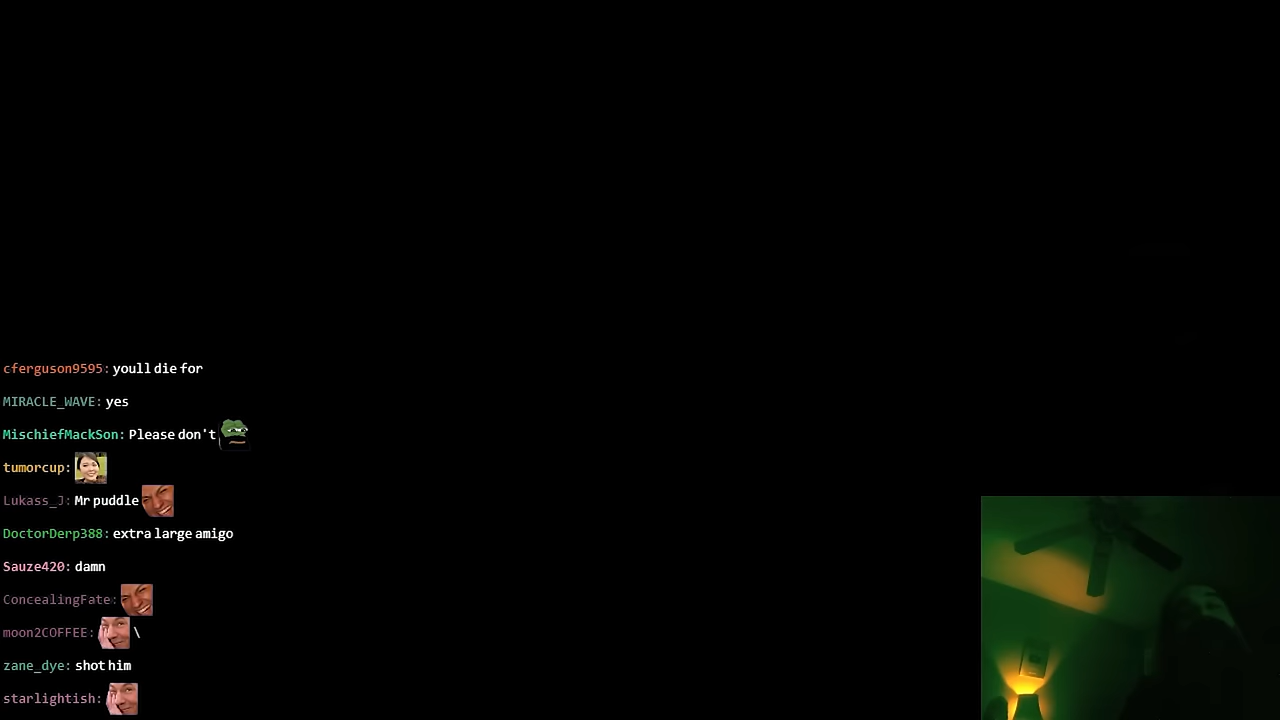 cferguson9595: youll die for
MIRACLE_WAVE: yes
MischiefMackSon: Please don't
tumorcup:
Lukass_J: Mr puddle
DoctorDerp388: extra large amigo
Sauze420: damn
ConcealingFate:
moon2COFFEE: \
zane_dye: shot him
starlightish: